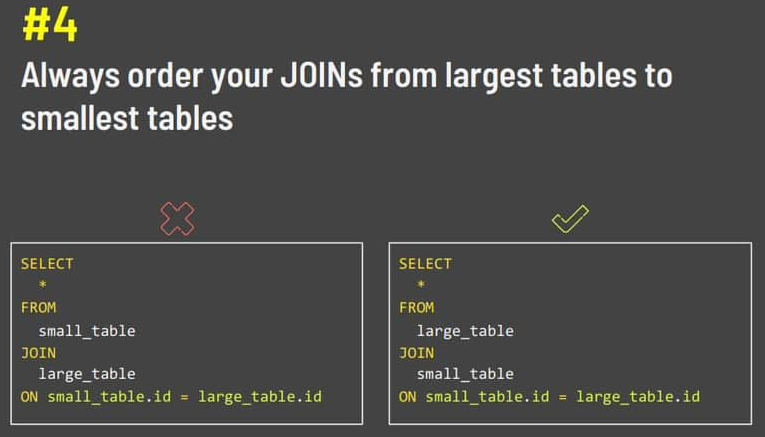 #4
Always order your JOINs from largest tables to
smallest tables
SELECT
*
FROM
small_table
JOIN
large_table
ON small_table.id = large_table.id
SELECT
*
FROM
large_table
JOIN
small_table
ON small_table.id = large_table.id